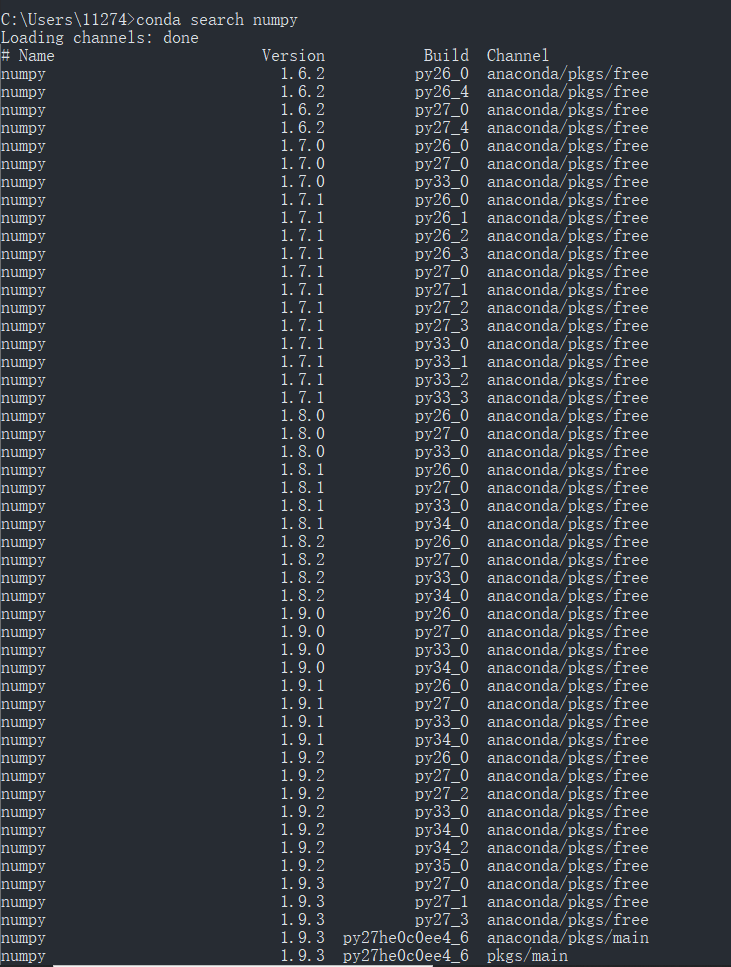 C:\Users\11274>conda search numpy
Loading channels: done
# Name Version Build Channel
numpy 1.6.2 py26_0 anaconda/pkgs/free
numpy 1.6.2 py26_4 anaconda/pkgs/free
numpy 1.6.2 py27_0 anaconda/pkgs/free
numpy 1.6.2 py27_4 anaconda/pkgs/free
numpy 1.7.0 py26_0 anaconda/pkgs/free
numpy 1.7.0 py27_0 anaconda/pkgs/free
numpy 1.7.0 py33_0 anaconda/pkgs/free
numpy 1.7.1 py26_0 anaconda/pkgs/free
numpy 1.7.1 py26_1 anaconda/pkgs/free
numpy 1.7.1 py26_2 anaconda/pkgs/free
numpy 1.7.1 py26_3 anaconda/pkgs/free
numpy 1.7.1 py27_0 anaconda/pkgs/free
numpy 1.7.1 py27_1 anaconda/pkgs/free
numpy 1.7.1 py27_2 anaconda/pkgs/free
numpy 1.7.1 py27_3 anaconda/pkgs/free
numpy 1.7.1 py33_0 anaconda/pkgs/free
numpy 1.7.1 py33_1 anaconda/pkgs/free
numpy 1.7.1 py33_2 anaconda/pkgs/free
numpy 1.7.1 py33_3 anaconda/pkgs/free
numpy 1.8.0 py26_0 anaconda/pkgs/free
numpy 1.8.0 py27_0 anaconda/pkgs/free
numpy 1.8.0 py33_0 anaconda/pkgs/free
numpy 1.8.1 py26_0 anaconda/pkgs/free
numpy 1.8.1 py27_0 anaconda/pkgs/free
numpy 1.8.1 py33_0 anaconda/pkgs/free
numpy 1.8.1 py34_0 anaconda/pkgs/free
numpy 1.8.2 py26_0 anaconda/pkgs/free
numpy 1.8.2 py27_0 anaconda/pkgs/free
numpy 1.8.2 py33_0 anaconda/pkgs/free
numpy 1.8.2 py34_0 anaconda/pkgs/free
numpy 1.9.0 py26_0 anaconda/pkgs/free
numpy 1.9.0 py27_0 anaconda/pkgs/free
numpy 1.9.0 py33_0 anaconda/pkgs/free
numpy 1.9.0 py34_0 anaconda/pkgs/free
numpy 1.9.1 py26_0 anaconda/pkgs/free
numpy 1.9.1 py27_0 anaconda/pkgs/free
numpy 1.9.1 py33_0 anaconda/pkgs/free
numpy 1.9.1 py34_0 anaconda/pkgs/free
numpy 1.9.2 py26_0 anaconda/pkgs/free
numpy 1.9.2 py27_0 anaconda/pkgs/free
numpy 1.9.2 py27_2 anaconda/pkgs/free
numpy 1.9.2 py33_0 anaconda/pkgs/free
numpy 1.9.2 py34_0 anaconda/pkgs/free
numpy 1.9.2 py34_2 anaconda/pkgs/free
numpy 1.9.2 py35_0 anaconda/pkgs/free
numpy 1.9.3 py27_0 anaconda/pkgs/free
numpy 1.9.3 py27_1 anaconda/pkgs/free
numpy 1.9.3 py27_3 anaconda/pkgs/free
numpy 1.9.3 py27he0c0ee4_6 anaconda/pkgs/main
numpy 1.9.3 py27he0c0ee4_6 pkgs/main